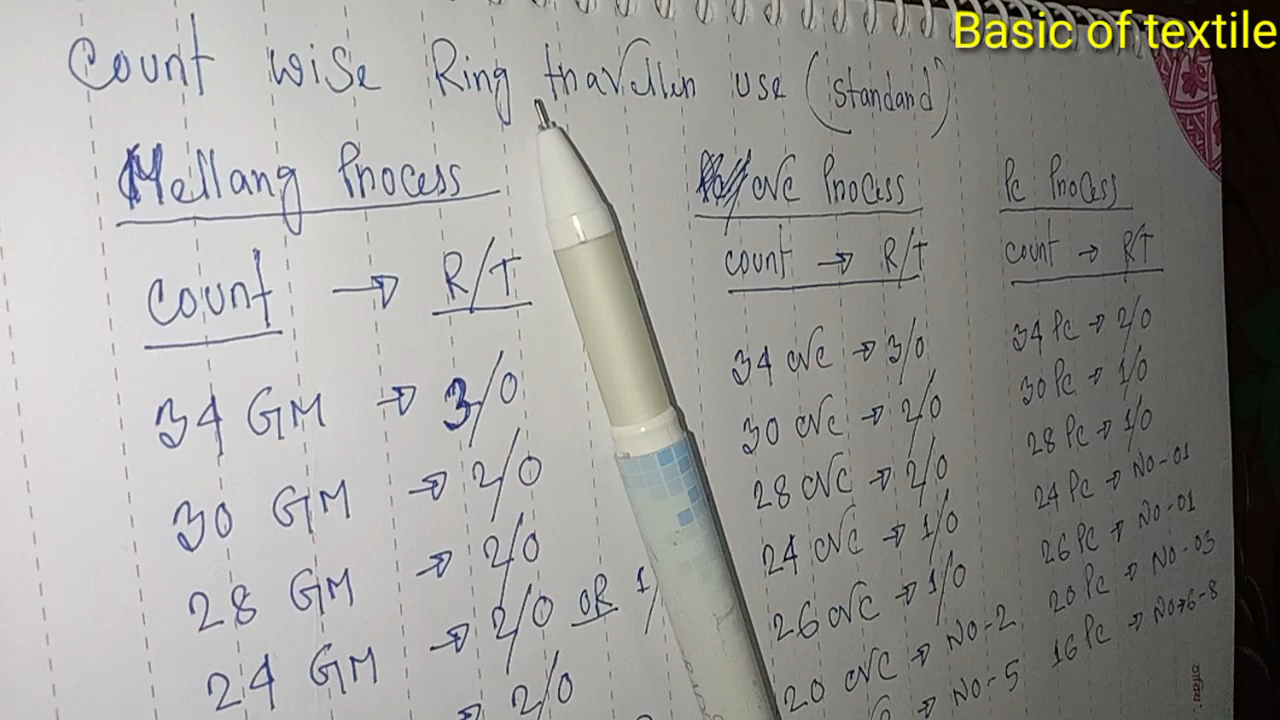 Basic of textile
Count wise Ring traveller use (standard)
Mellang Process
Count → R/T
34 GM → 3/0
30 GM → 2/0
28 GM → 2/0
24 GM → 2/0 OR 1/
→ 2/0
CVC Process
Count → R/T
34 CVC → 3/0
30 CVC → 2/0
28 CVC → 2/0
24 CVC → 1/0
26 CVC → 1/0
20 CVC → NO-2
→ NO-5
PC Process
Count → R/T
34 PC → 2/0
30 PC → 1/0
28 PC → 1/0
24 PC → NO-01
26 PC → NO-01
20 PC → NO-03
16 PC →